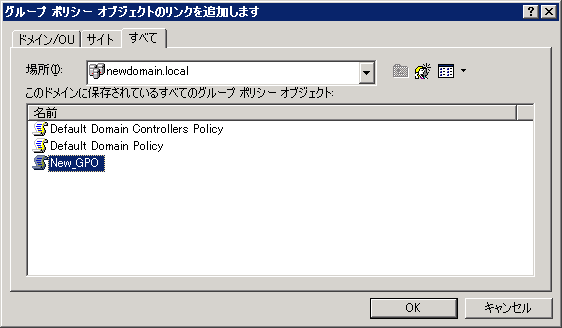 グループ ポリシー オブジェクトのリンクを追加します
ドメイン/OU サイト すべて
場所(I): newdomain.local
このドメインに保存されているすべてのグループ ポリシー オブジェクト:
名前
Default Domain Controllers Policy
Default Domain Policy
New_GPO
OK キャンセル